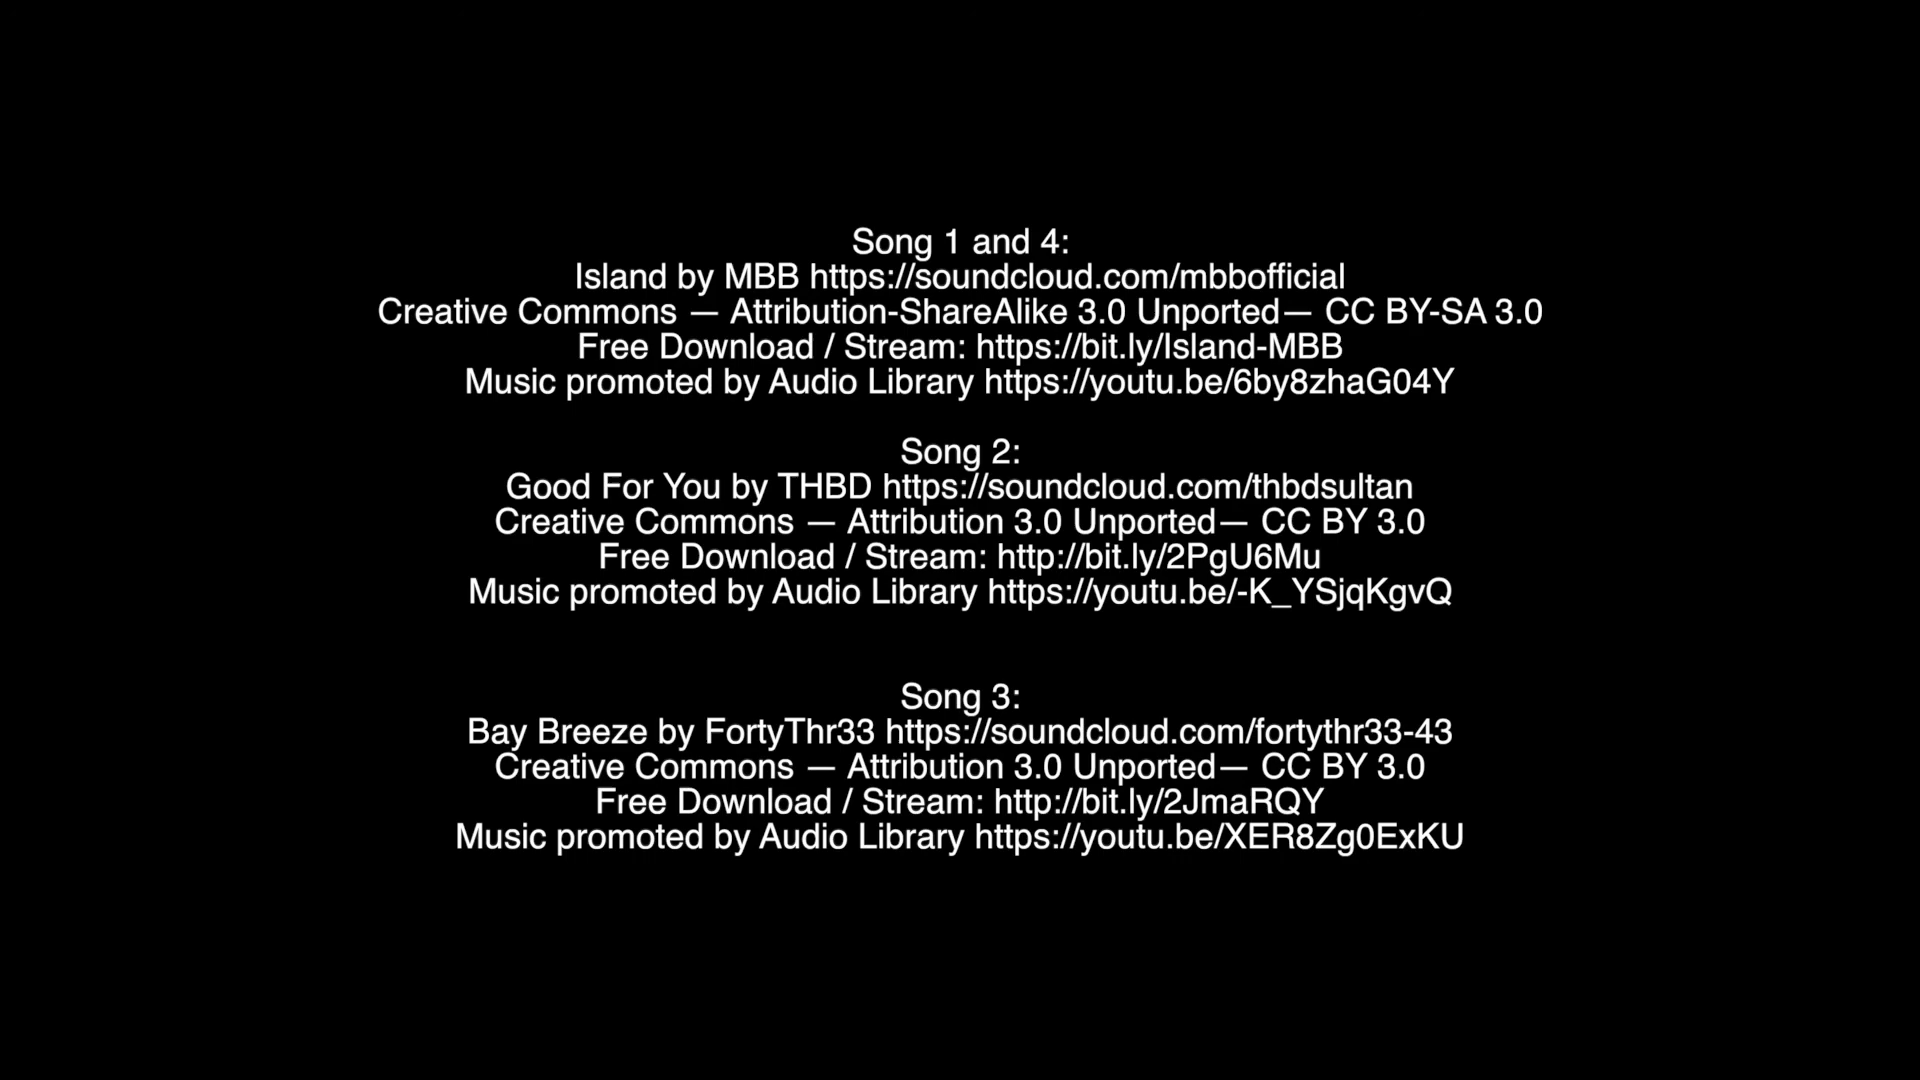 Song 1 and 4:
Island by MBB https://soundcloud.com/mbbofficial
Creative Commons — Attribution-ShareAlike 3.0 Unported— CC BY-SA 3.0
Free Download / Stream: https://bit.ly/Island-MBB
Music promoted by Audio Library https://youtu.be/6by8zhaG04Y
Song 2:
Good For You by THBD https://soundcloud.com/thbdsultan
Creative Commons — Attribution 3.0 Unported— CC BY 3.0
Free Download / Stream: http://bit.ly/2PgU6Mu
Music promoted by Audio Library https://youtu.be/-K_YSjqKgvQ
Song 3:
Bay Breeze by FortyThr33 https://soundcloud.com/fortythr33-43
Creative Commons — Attribution 3.0 Unported— CC BY 3.0
Free Download / Stream: http://bit.ly/2JmaRQY
Music promoted by Audio Library https://youtu.be/XER8Zg0ExKU